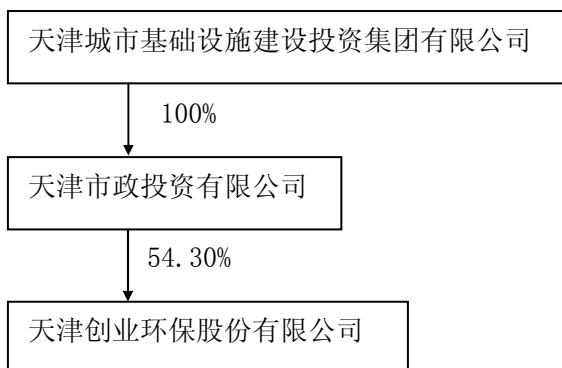 天津城市基础设施建设投资集团有限公司
100%
天津市政投资有限公司
54.30%
天津创业环保股份有限公司